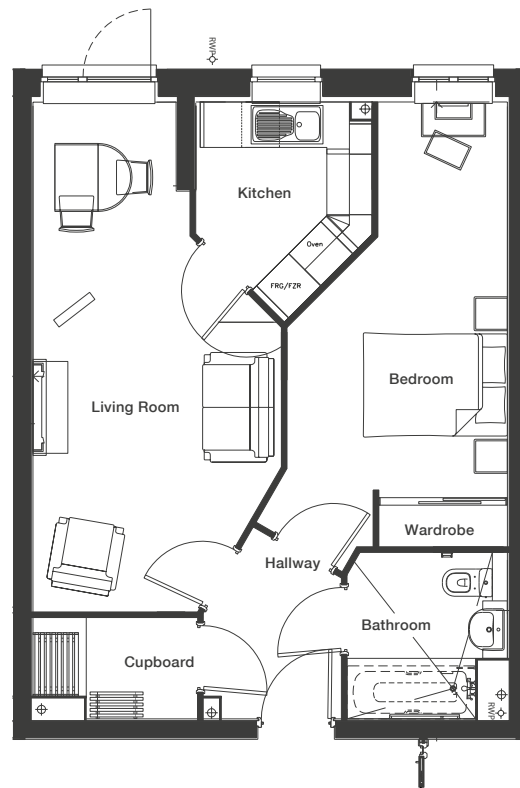 RWP
Kitchen
Oven
FRG/FZR
Bedroom
Living Room
Wardrobe
Hallway
Bathroom
Cupboard
RWP